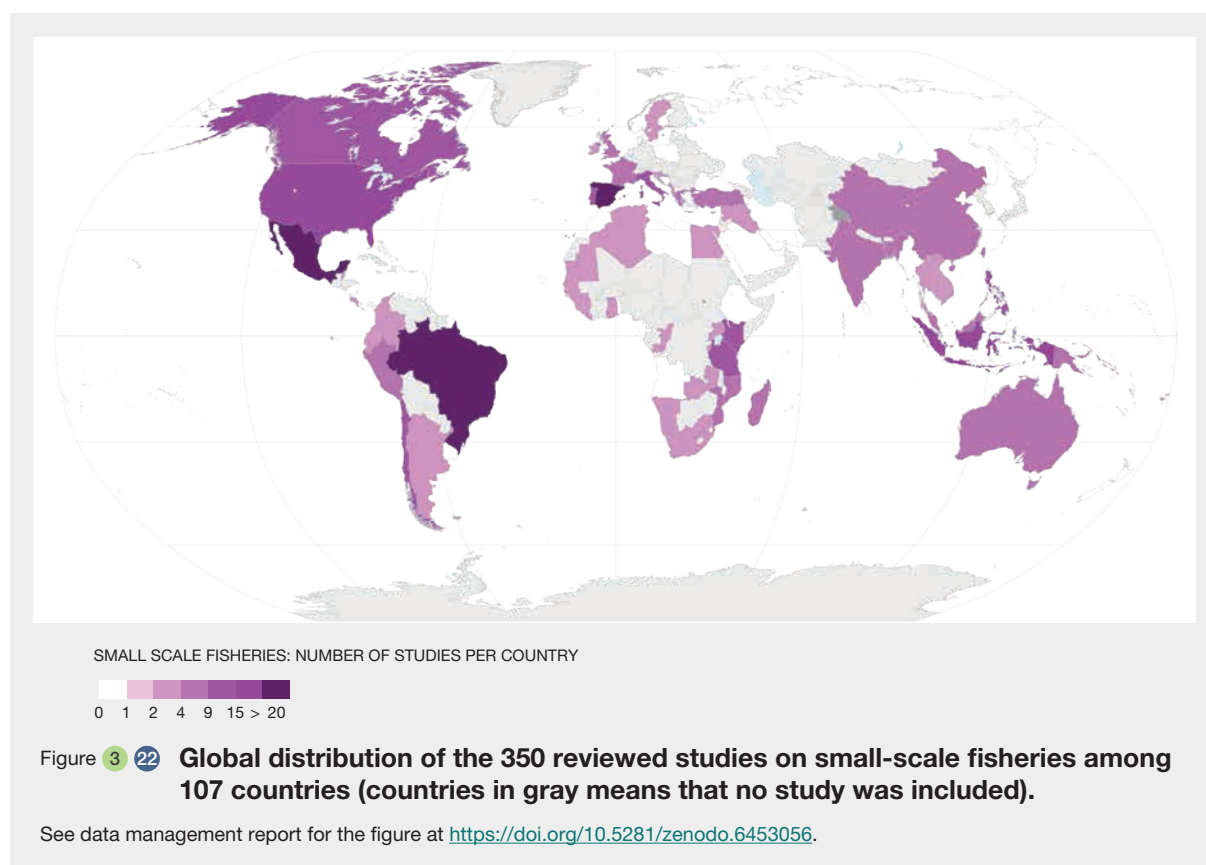 SMALL SCALE FISHERIES: NUMBER OF STUDIES PER COUNTRY
0 1 2 4 9 15 > 20
Figure 3 22 Global distribution of the 350 reviewed studies on small-scale fisheries among
107 countries (countries in gray means that no study was included).
See data management report for the figure at https://doi.org/10.5281/zenodo.6453056.